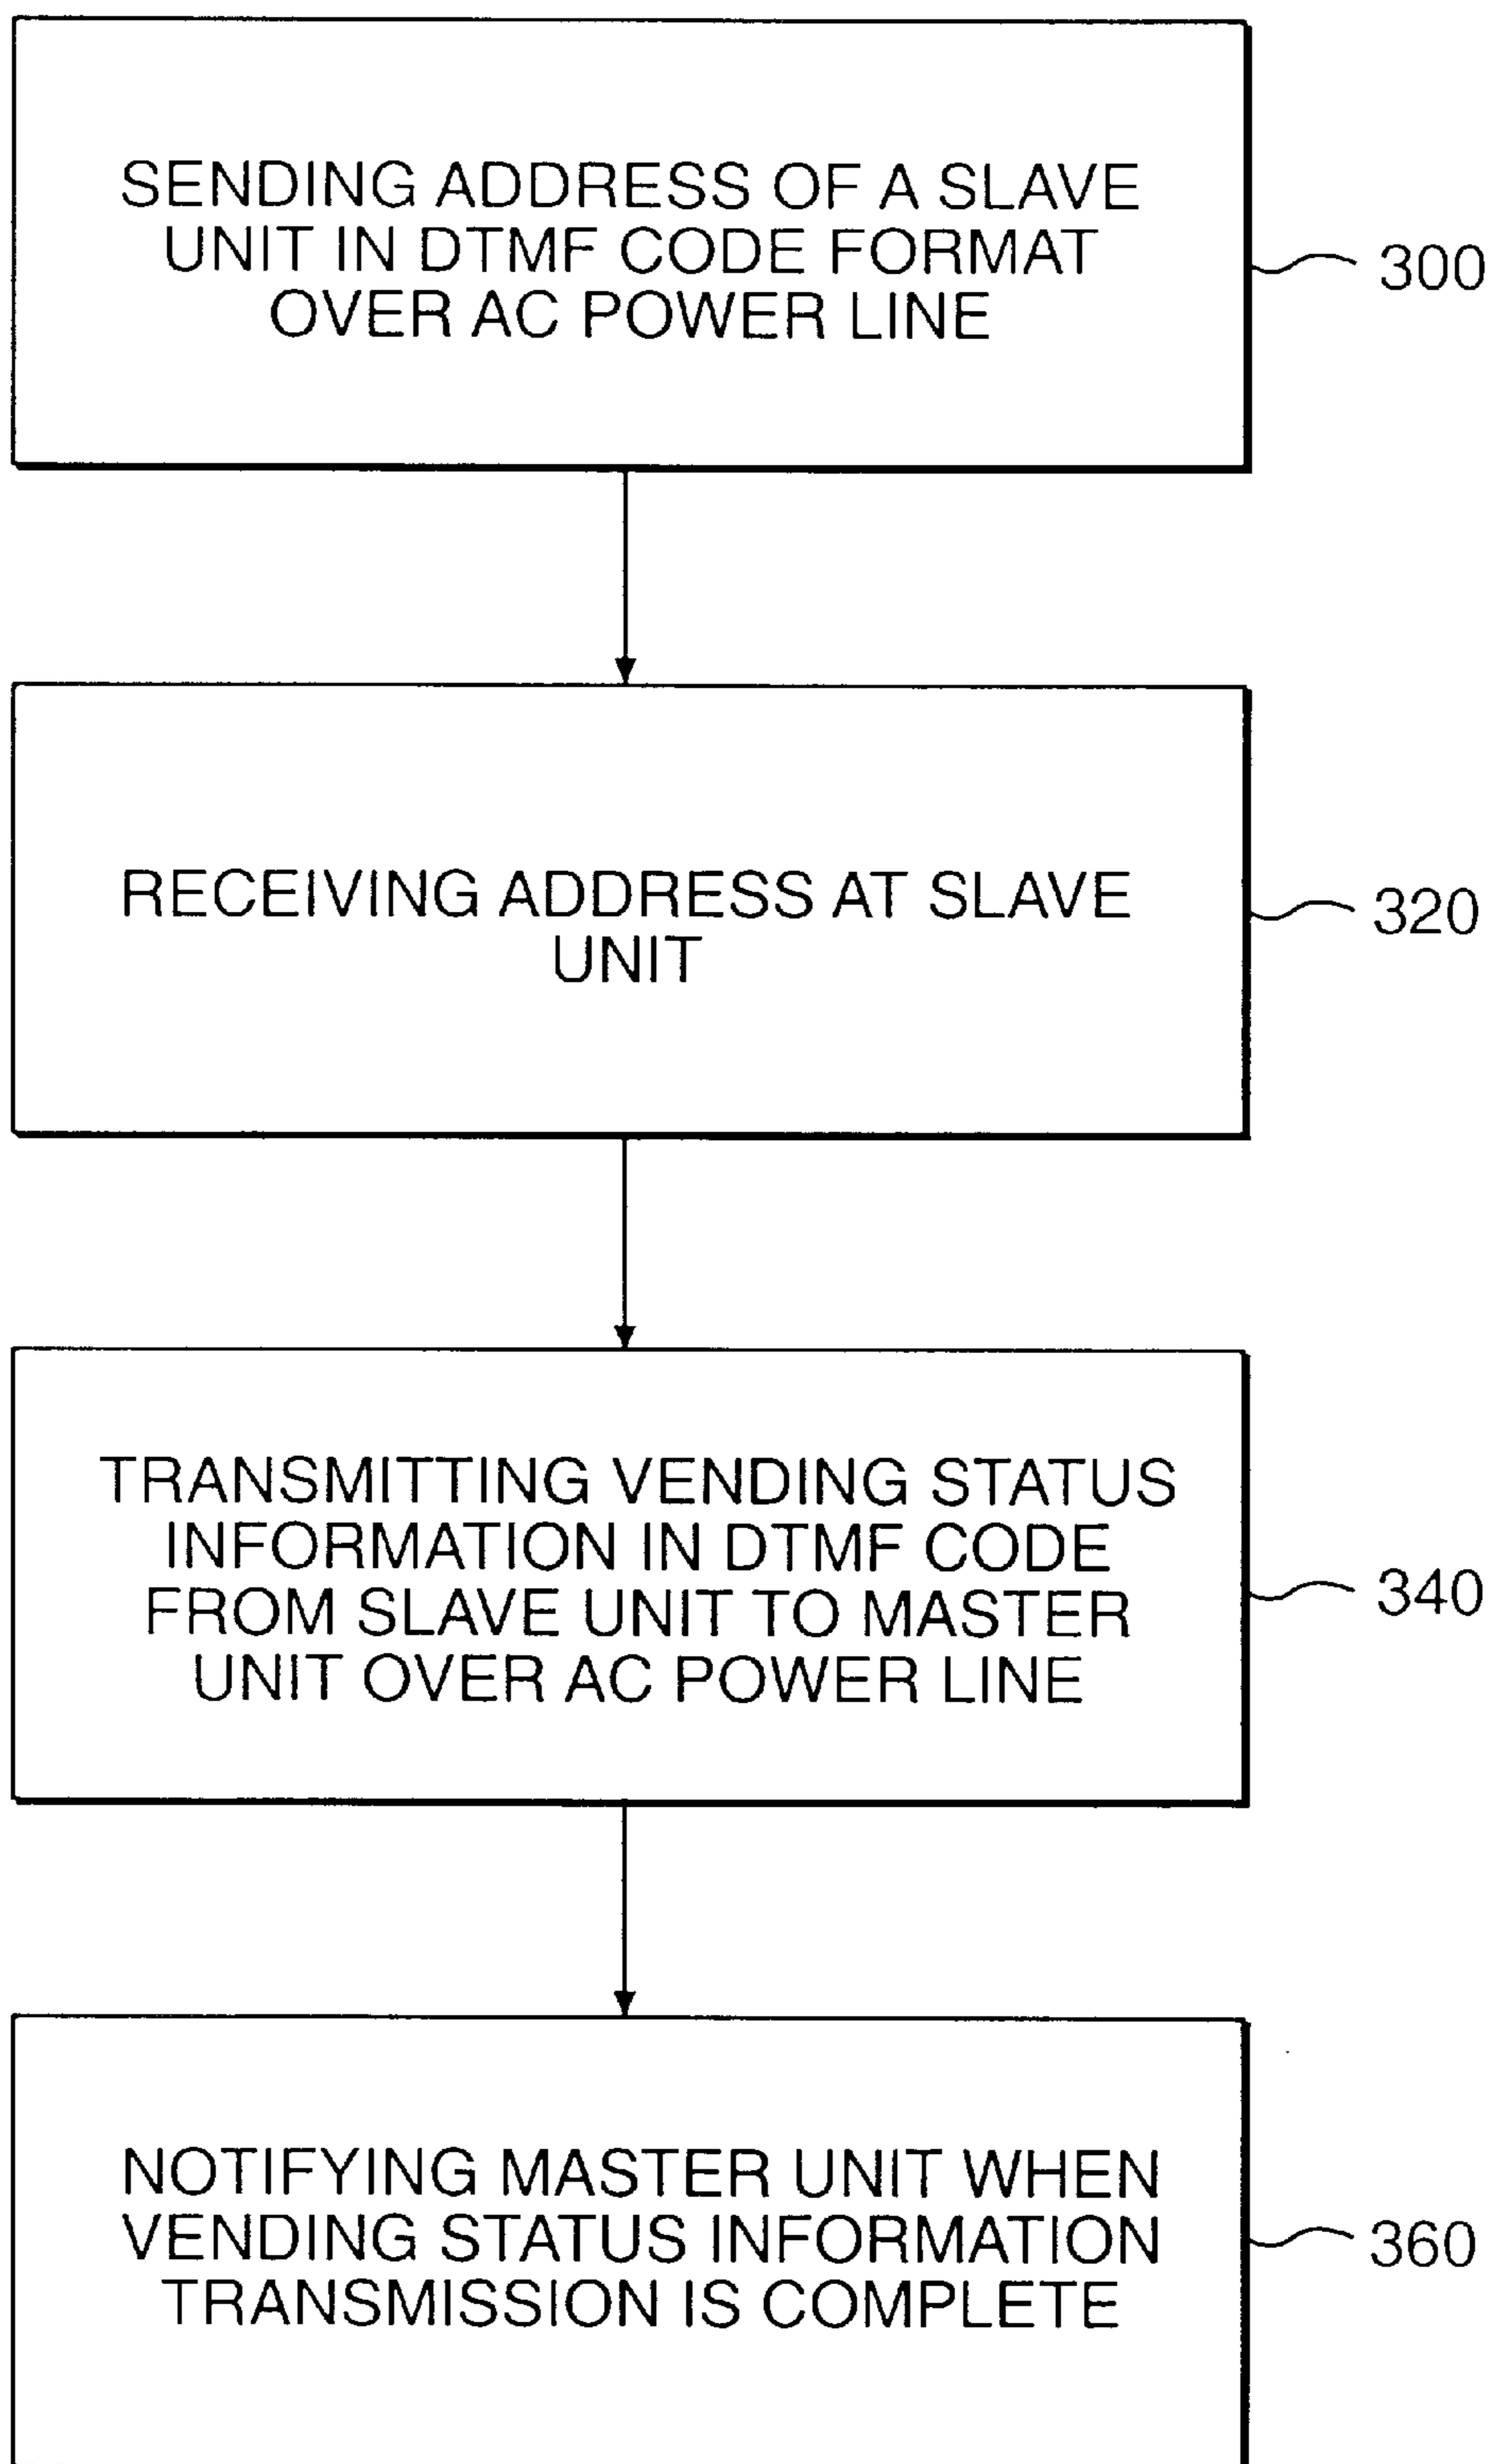 SENDING ADDRESS OF A SLAVE
UNIT IN DTMF CODE FORMAT
OVER AC POWER LINE
300
RECEIVING ADDRESS AT SLAVE
UNIT
320
TRANSMITTING VENDING STATUS
INFORMATION IN DTMF CODE
FROM SLAVE UNIT TO MASTER
UNIT OVER AC POWER LINE
340
NOTIFYING MASTER UNIT WHEN
VENDING STATUS INFORMATION
TRANSMISSION IS COMPLETE
360